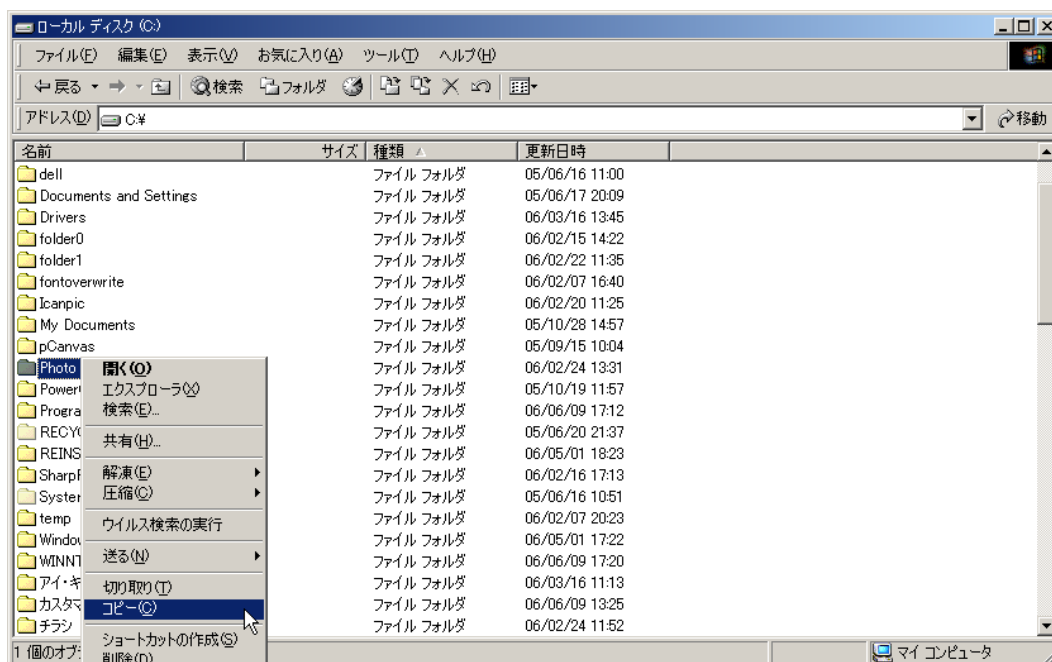 ローカル ディスク (C:)
ファイル(F) 編集(E) 表示(V) お気に入り(A) ツール(T) ヘルプ(H)
戻る 検索 フォルダ
アドレス(D) C:¥ 移動
名前 サイズ 種類 更新日時
dell ファイル フォルダ 05/06/16 11:00
Documents and Settings ファイル フォルダ 05/06/17 20:09
Drivers ファイル フォルダ 06/03/16 13:45
folder0 ファイル フォルダ 06/02/15 14:22
folder1 ファイル フォルダ 06/02/22 11:35
fontoverwrite ファイル フォルダ 06/02/07 16:40
Icanpic ファイル フォルダ 06/02/20 11:25
My Documents ファイル フォルダ 05/10/28 14:57
pCanvas ファイル フォルダ 05/09/15 10:04
Photo 開く(O) ファイル フォルダ 06/02/24 13:31
Power エクスプローラ(X) ファイル フォルダ 05/10/19 11:57
Progra 検索(E)... ファイル フォルダ 06/06/09 17:12
RECY ファイル フォルダ 05/06/20 21:37
共有(H)...
REINS ファイル フォルダ 06/05/01 18:23
Sharp 解凍(E) ファイル フォルダ 06/02/16 17:13
System 圧縮(C) ファイル フォルダ 05/06/16 10:51
temp ウイルス検索の実行 ファイル フォルダ 06/02/07 20:23
Windo ファイル フォルダ 06/05/01 17:22
WINNT 送る(N) ファイル フォルダ 06/06/09 17:20
アイ・キ 切り取り(T) ファイル フォルダ 06/03/16 11:13
カスタマ コピー(C) ファイル フォルダ 06/06/09 13:25
チラシ ショートカットの作成(S) ファイル フォルダ 06/02/24 11:52
1 個のオブ 削除(D) マイ コンピュータ